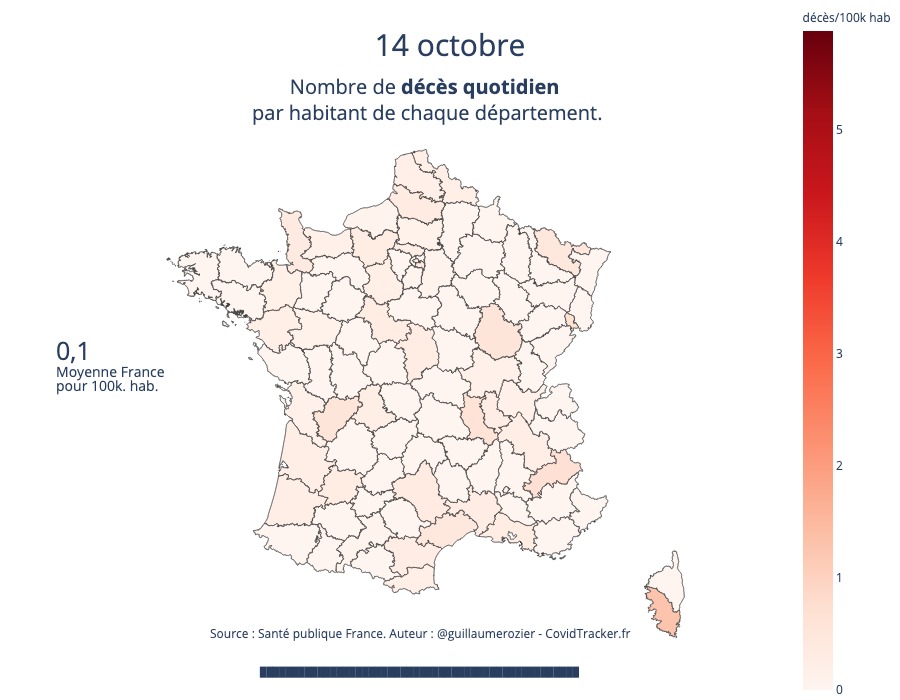 décès/100k hab
14 octobre
Nombre de décès quotidien
par habitant de chaque département.
5
4
3
2
1
0
0,1
Moyenne France
pour 100k. hab.
Source : Santé publique France. Auteur : @guillaumerozier - CovidTracker.fr